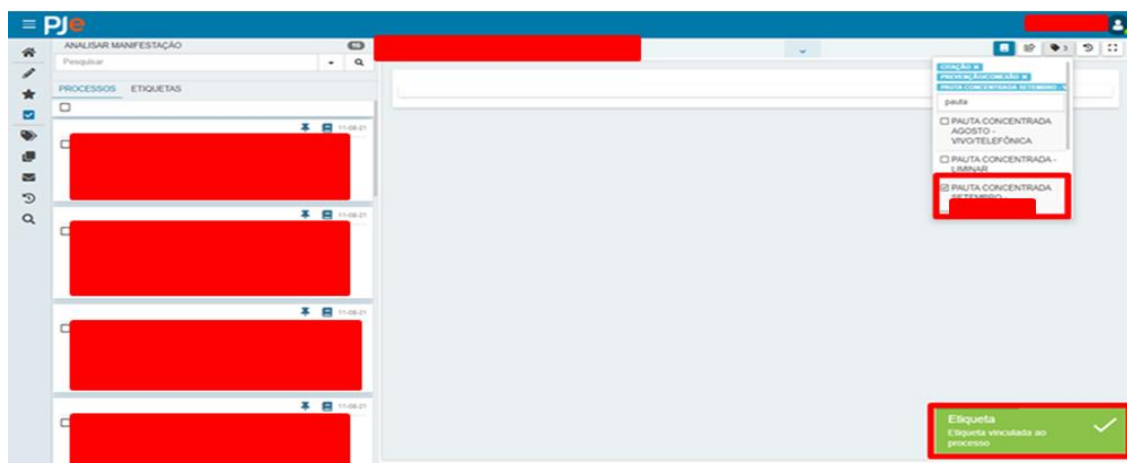 PJe
ANALISAR MANIFESTAÇÃO
Pesquisar
PROCESSOS ETIQUETAS
11-08-21
11-08-21
11-08-21
11-08-21
3
CITAÇÃO ×
PREVENÇÃO/CONEXÃO ×
PAUTA CONCENTRADA SETEMBRO - V
pauta
PAUTA CONCENTRADA
AGOSTO -
VIVO/TELEFÔNICA
PAUTA CONCENTRADA -
LIMINAR
PAUTA CONCENTRADA
SETEMBRO -
Etiqueta
Etiqueta vinculada ao
processo